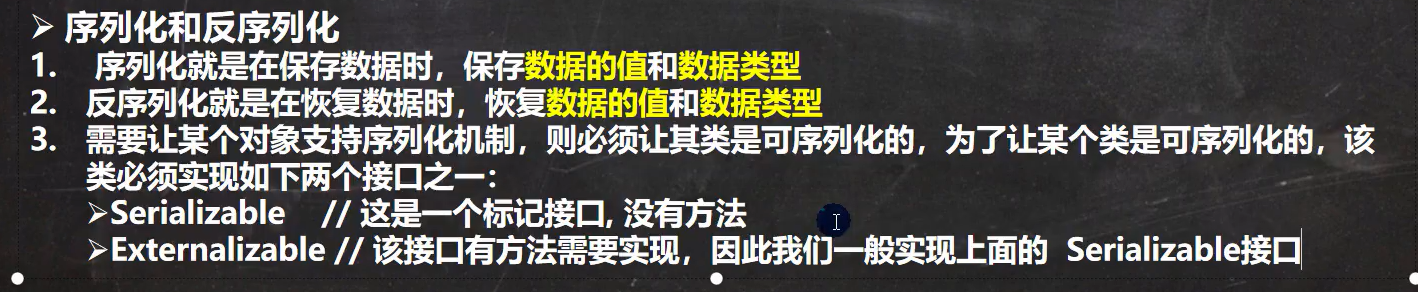 ➢ 序列化和反序列化
1. 序列化就是在保存数据时，保存数据的值和数据类型
2. 反序列化就是在恢复数据时，恢复数据的值和数据类型
3. 需要让某个对象支持序列化机制，则必须让其类是可序列化的，为了让某个类是可序列化的，该
类必须实现如下两个接口之一：
➢Serializable // 这是一个标记接口, 没有方法
➢Externalizable // 该接口有方法需要实现，因此我们一般实现上面的 Serializable接口